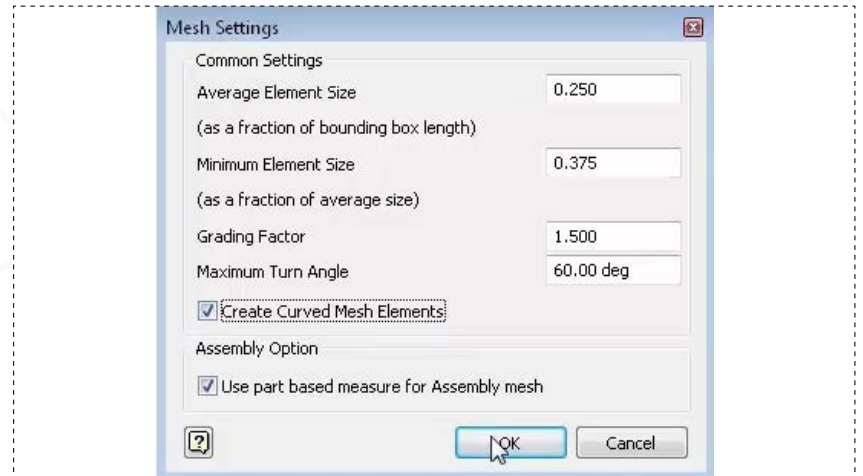 Mesh Settings
Common Settings
Average Element Size 0.250
(as a fraction of bounding box length)
Minimum Element Size 0.375
(as a fraction of average size)
Grading Factor 1.500
Maximum Turn Angle 60.00 deg
Create Curved Mesh Elements
Assembly Option
Use part based measure for Assembly mesh
? OK Cancel